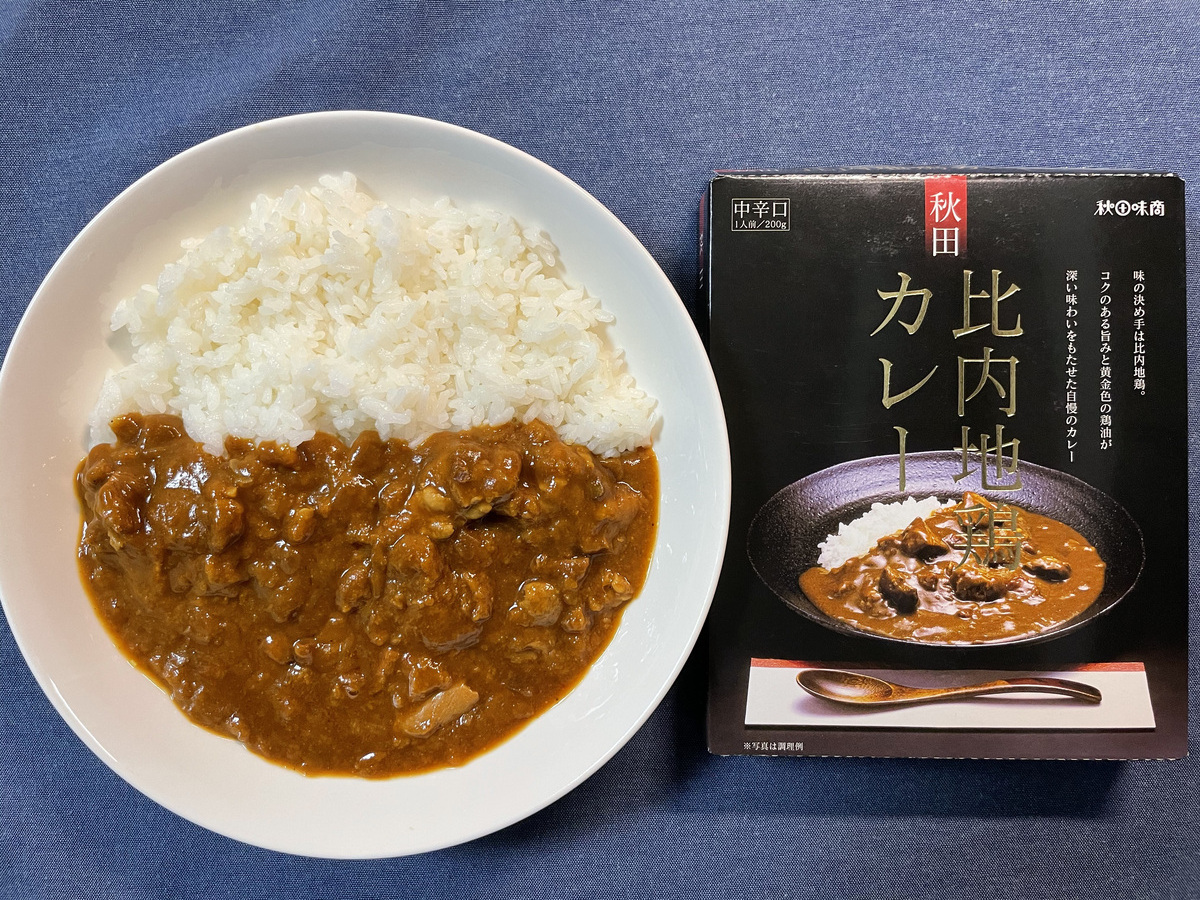 中辛口
1人前／200g
秋田
秋田味商
比内地鶏
カレー
味の決め手は比内地鶏。
コクのある旨みと黄金色の鶏油が
深い味わいをもたせた自慢のカレー
※写真は調理例